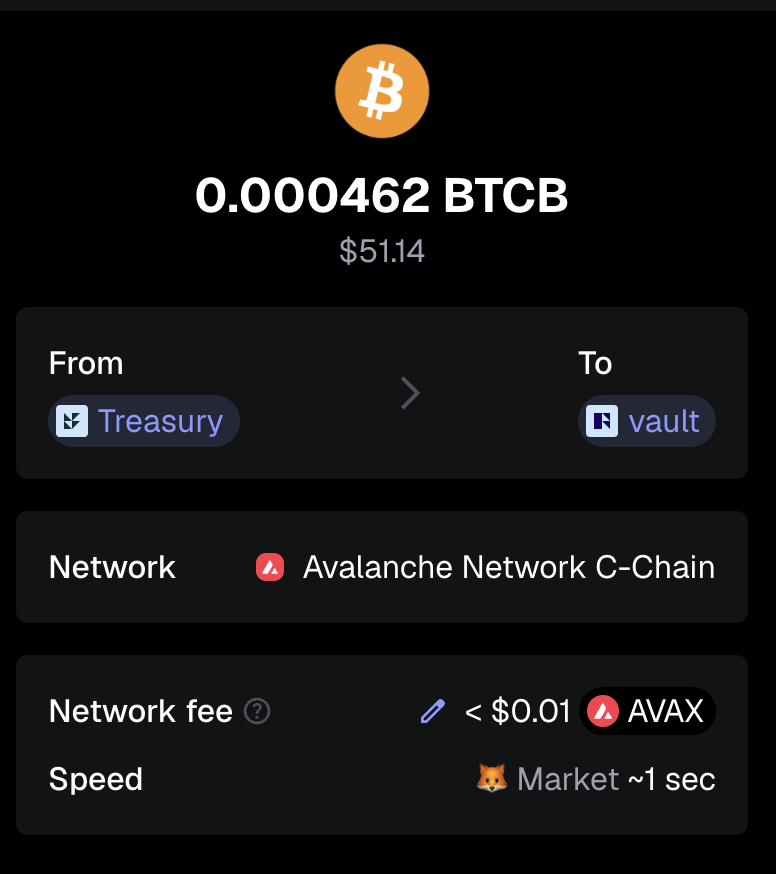 0.000462 BTCB
$51.14
From To
Treasury vault
Network Avalanche Network C-Chain
Network fee ? < $0.01 AVAX
Speed 🦊 Market ~1 sec